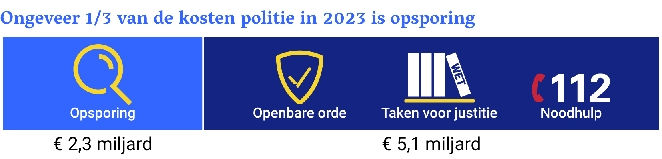 Ongeveer 1/3 van de kosten politie in 2023 is opsporing
WET
112
Opsporing
Openbare orde
Taken voor justitie
Noodhulp
€ 2,3 miljard
€ 5,1 miljard